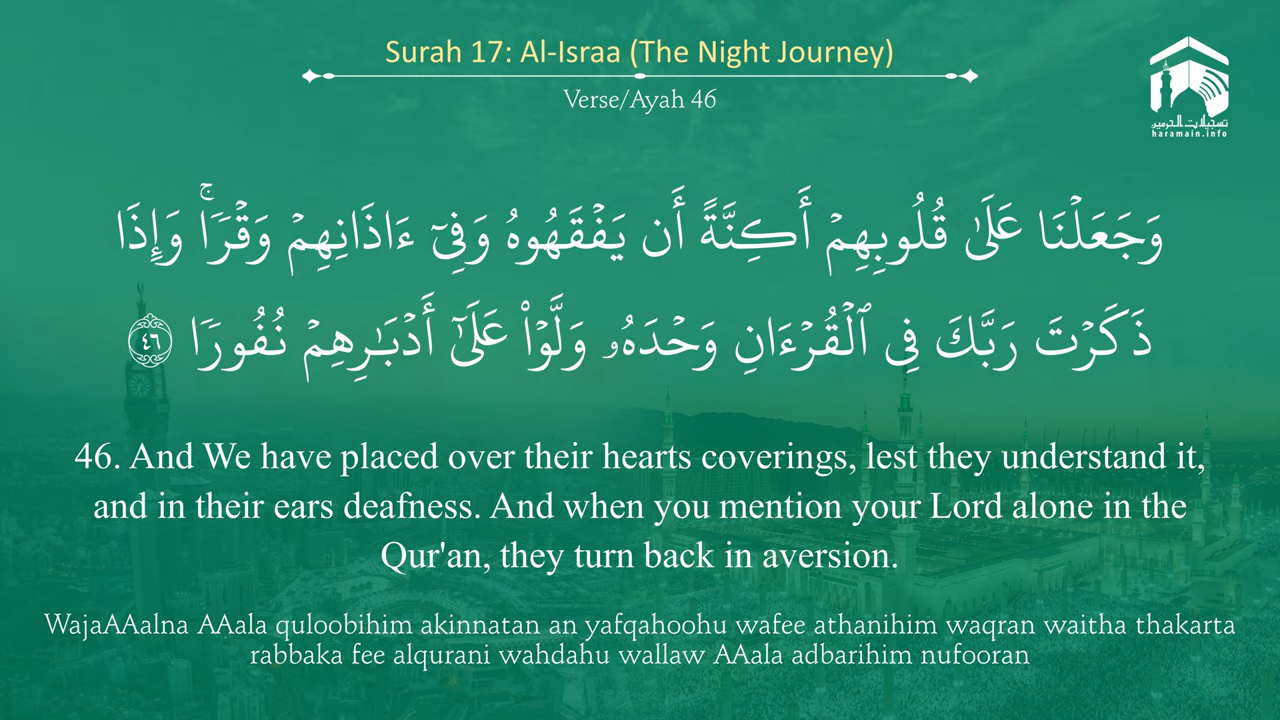 Surah 17: Al-Israa (The Night Journey)
Verse/Ayah 46
تسجيلات الحرمين
haramain.info
وَجَعَلۡنَا عَلَىٰ قُلُوبِهِمۡ أَكِنَّةً أَن يَفۡقَهُوهُ وَفِيٓ ءَاذَانِهِمۡ وَقۡرٗاۚ وَإِذَا
ذَكَرۡتَ رَبَّكَ فِي ٱلۡقُرۡءَانِ وَحۡدَهُۥ وَلَّوۡاْ عَلَىٰٓ أَدۡبَٰرِهِمۡ نُفُورٗا ٤٦
46. And We have placed over their hearts coverings, lest they understand it,
and in their ears deafness. And when you mention your Lord alone in the
Qur'an, they turn back in aversion.
WajaAAalna AAala quloobihim akinnatan an yafqahoohu wafee athanihim waqran waitha thakarta
rabbaka fee alqurani wahdahu wallaw AAala adbarihim nufooran